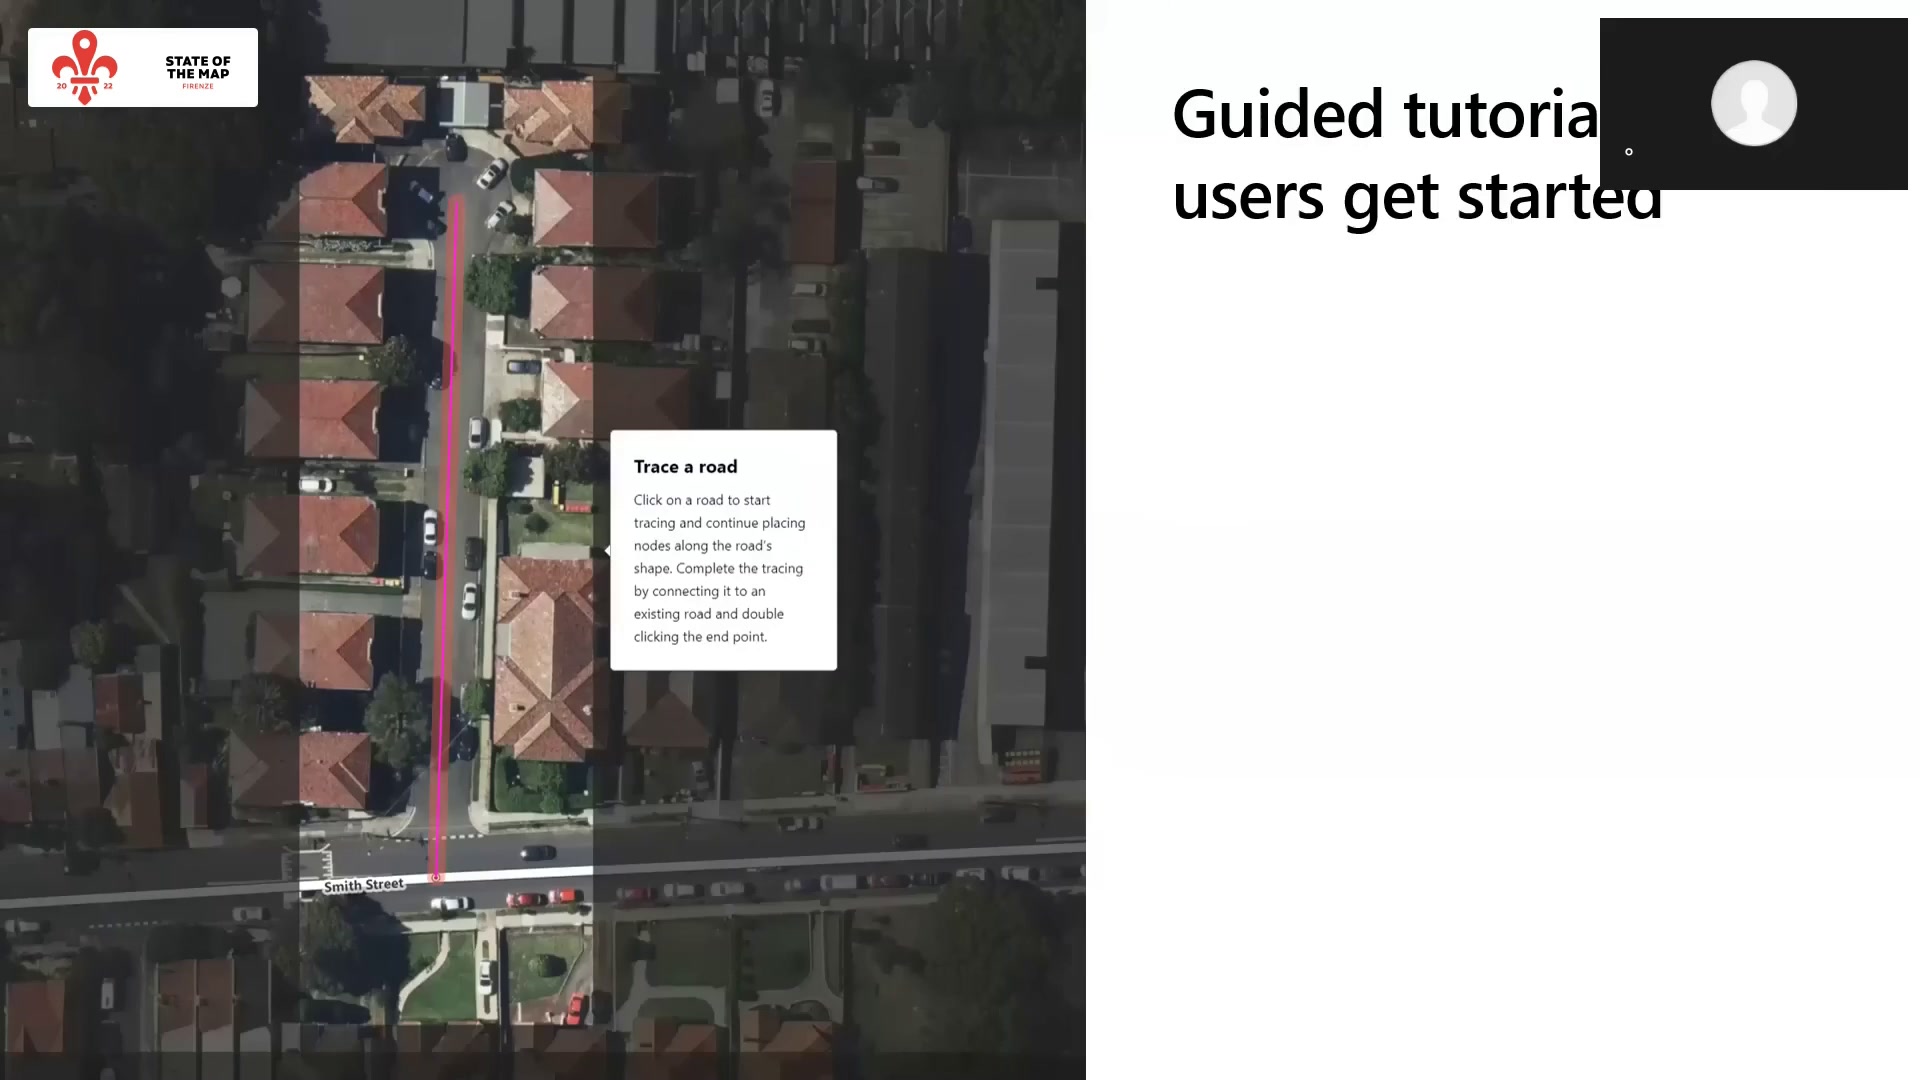 20 22
STATE OF
THE MAP
FIRENZE
Guided tutoria
users get started
Trace a road
Click on a road to start
tracing and continue placing
nodes along the road's
shape. Complete the tracing
by connecting it to an
existing road and double
clicking the end point.
Smith Street